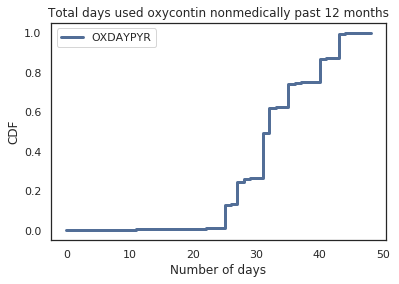 Total days used oxycontin nonmedically past 12 months
OXDAYPYR
1.0
0.8
0.6
0.4
0.2
0.0
CDF
0 10 20 30 40 50
Number of days